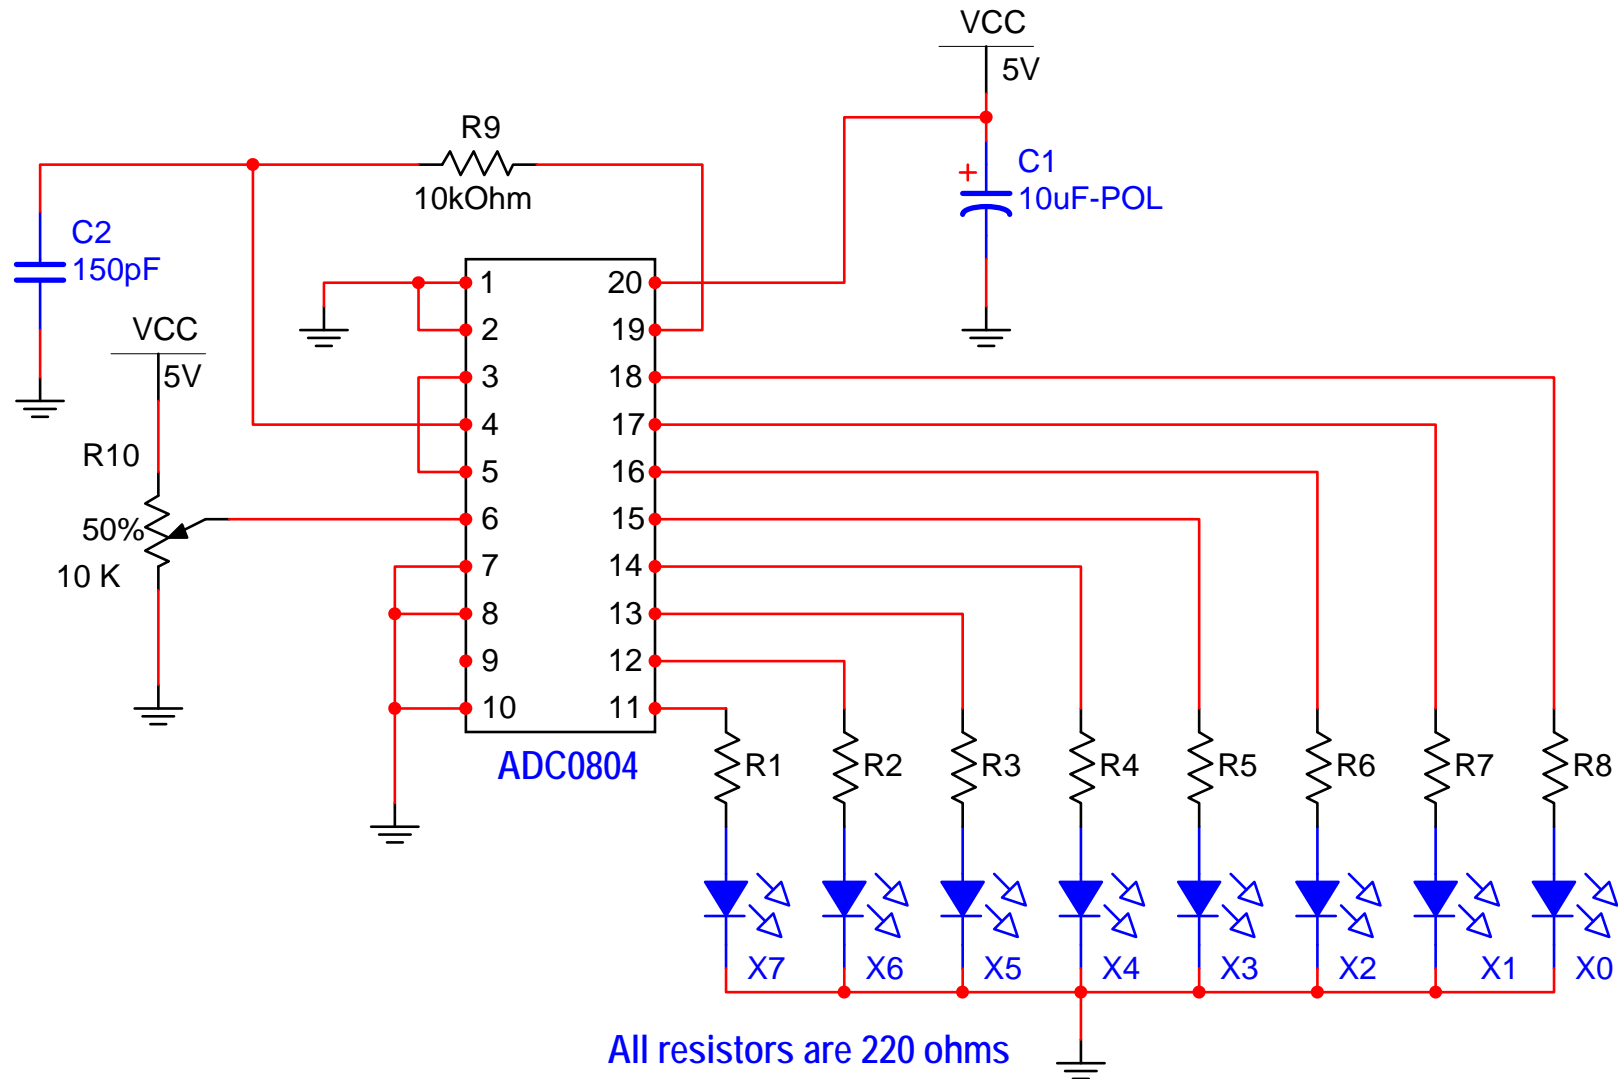 VCC
5V
R9
10kOhm
C1
10uF-POL
+
C2
150pF
VCC
5V
R10
50%
10 K
1 20
2 19
3 18
4 17
5 16
6 15
7 14
8 13
9 12
10 11
ADC0804
R1 R2 R3 R4 R5 R6 R7 R8
X7 X6 X5 X4 X3 X2 X1 X0
All resistors are 220 ohms